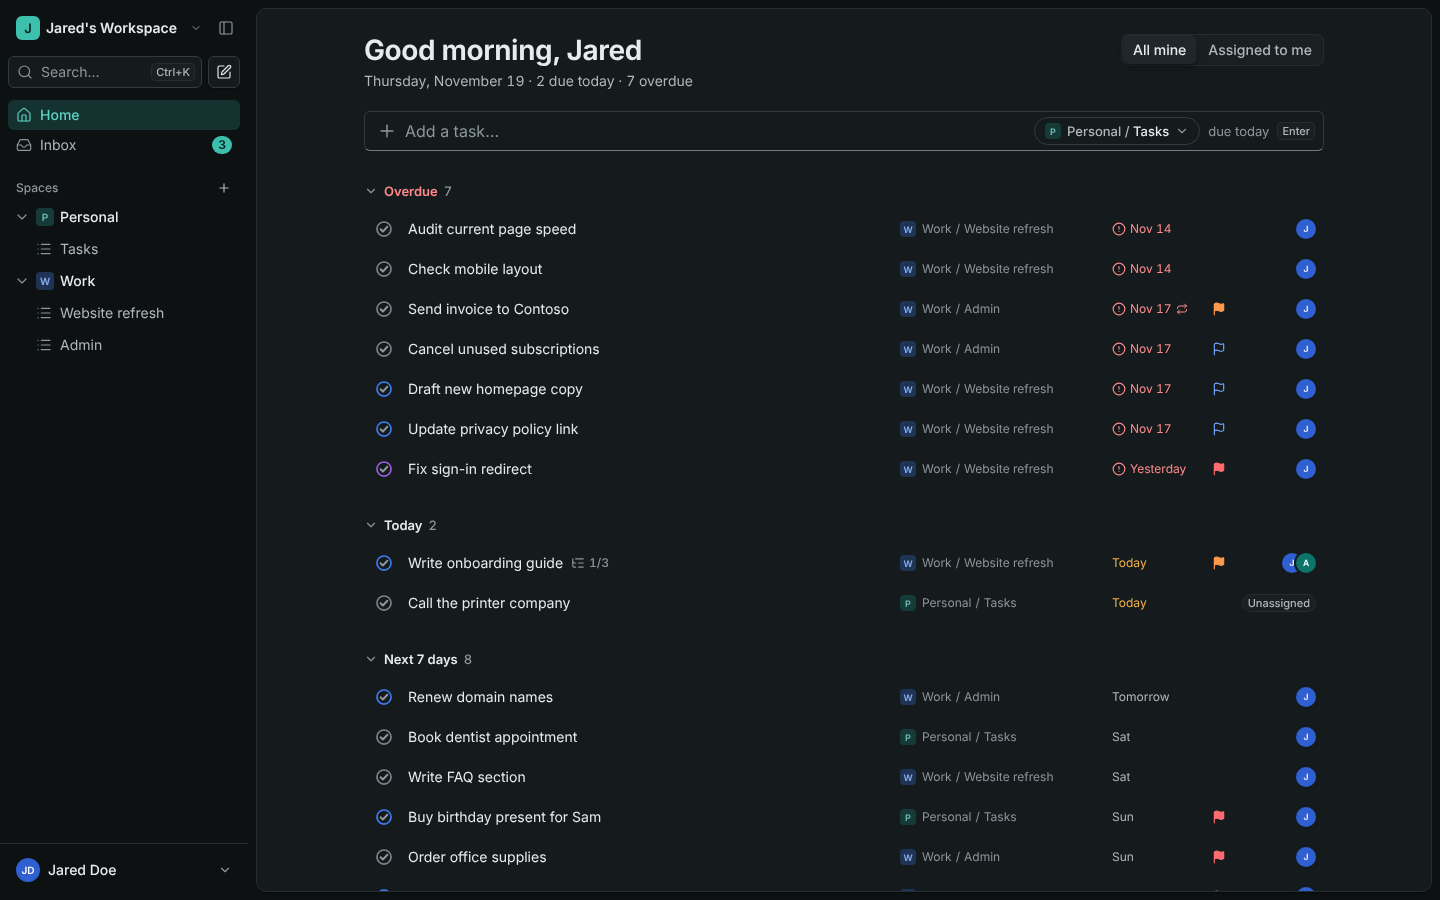 J Jared's Workspace
Search... Ctrl+K
Home
Inbox 3
Spaces
P Personal
Tasks
W Work
Website refresh
Admin
JD Jared Doe
Good morning, Jared
All mine Assigned to me
Thursday, November 19 · 2 due today · 7 overdue
Add a task... P Personal / Tasks due today Enter
Overdue 7
Audit current page speed W Work / Website refresh Nov 14 J
Check mobile layout W Work / Website refresh Nov 14 J
Send invoice to Contoso W Work / Admin Nov 17 J
Cancel unused subscriptions W Work / Admin Nov 17 J
Draft new homepage copy W Work / Website refresh Nov 17 J
Update privacy policy link W Work / Website refresh Nov 17 J
Fix sign-in redirect W Work / Website refresh Yesterday J
Today 2
Write onboarding guide 1/3 W Work / Website refresh Today J A
Call the printer company P Personal / Tasks Today Unassigned
Next 7 days 8
Renew domain names W Work / Admin Tomorrow J
Book dentist appointment P Personal / Tasks Sat J
Write FAQ section W Work / Website refresh Sat J
Buy birthday present for Sam P Personal / Tasks Sun J
Order office supplies W Work / Admin Sun J